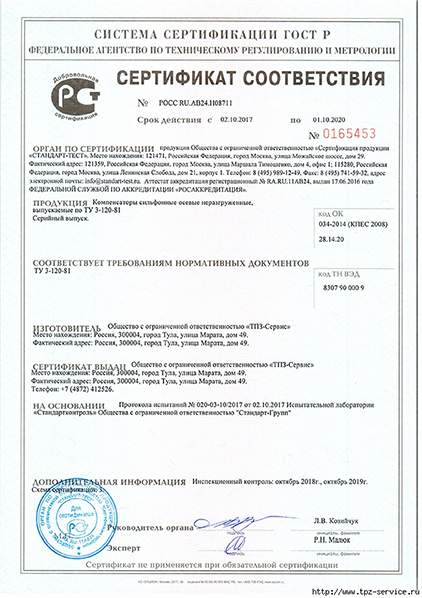 СИСТЕМА СЕРТИФИКАЦИИ ГОСТ Р
ФЕДЕРАЛЬНОЕ АГЕНТСТВО ПО ТЕХНИЧЕСКОМУ РЕГУЛИРОВАНИЮ И МЕТРОЛОГИИ
Добровольная
сертификация
СЕРТИФИКАТ СООТВЕТСТВИЯ
№ РОСС RU.АВ24.Н08711
Срок действия с 02.10.2017 по 01.10.2020
№ 0165453
ОРГАН ПО СЕРТИФИКАЦИИ продукции Общества с ограниченной ответственностью «Сертификация продукции
«СТАНДАРТ-ТЕСТ». Место нахождения: 121471, Российская Федерация, город Москва, улица Можайское шоссе, дом 29.
Фактический адрес: 121359, Российская Федерация, город Москва, улица Маршала Тимошенко, дом 4, офис 1; 115280, Российская
Федерация, город Москва, улица Ленинская Слобода, дом 21, корпус 1. Телефон: 8 (495) 989-12-49. Факс: 8 (495) 741-59-32, адрес
электронной почты: info@standart-test.ru. Аттестат аккредитации регистрационный № RA.RU.11АВ24, выдан 17.06.2016 года
ФЕДЕРАЛЬНОЙ СЛУЖБОЙ ПО АККРЕДИТАЦИИ «РОСАККРЕДИТАЦИЯ».
ПРОДУКЦИЯ Компенсаторы сильфонные осевые неразгруженные,
выпускаемые по ТУ 3-120-81
Серийный выпуск.
код ОК
034-2014 (КПЕС 2008)
28.14.20
СООТВЕТСТВУЕТ ТРЕБОВАНИЯМ НОРМАТИВНЫХ ДОКУМЕНТОВ
ТУ 3-120-81
код ТН ВЭД
8307 90 000 9
ИЗГОТОВИТЕЛЬ Общество с ограниченной ответственностью «ТПЗ-Сервис»
Место нахождения: Россия, 300004, город Тула, улица Марата, дом 49.
Фактический адрес: Россия, 300004, город Тула, улица Марата, дом 49.
СЕРТИФИКАТ ВЫДАН Общество с ограниченной ответственностью «ТПЗ-Сервис»
Место нахождения: Россия, 300004, город Тула, улица Марата, дом 49.
Фактический адрес: Россия, 300004, город Тула, улица Марата, дом 49.
Телефон: +7 (4872) 412526.
НА ОСНОВАНИИ Протокола испытаний № 020-03-10/2017 от 02.10.2017 Испытательной лаборатории
«Стандартконтроль» Общества с ограниченной ответственностью "Стандарт-Групп"
ДОПОЛНИТЕЛЬНАЯ ИНФОРМАЦИЯ Инспекционный контроль: октябрь 2018г., октябрь 2019г.
Схема сертификации: 3.
Для
сертификатов
Руководитель органа
Эксперт
Р.Н. Малюк
Сертификат не применяется при обязательной сертификации
http://www.tpz-service.ru